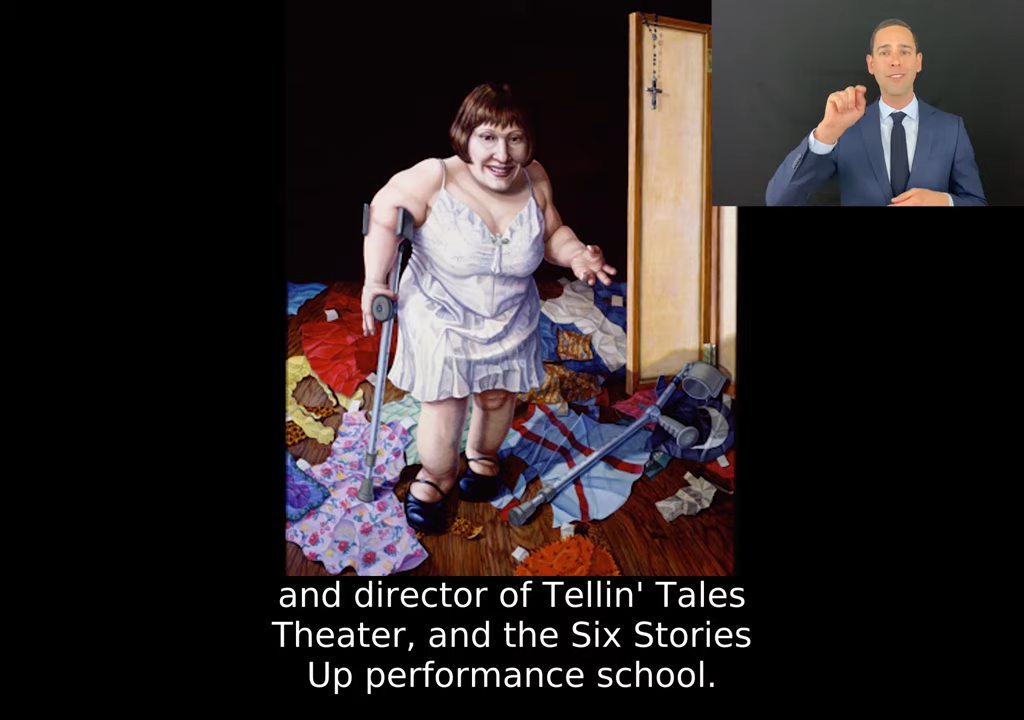 and director of Tellin' Tales
Theater, and the Six Stories
Up performance school.